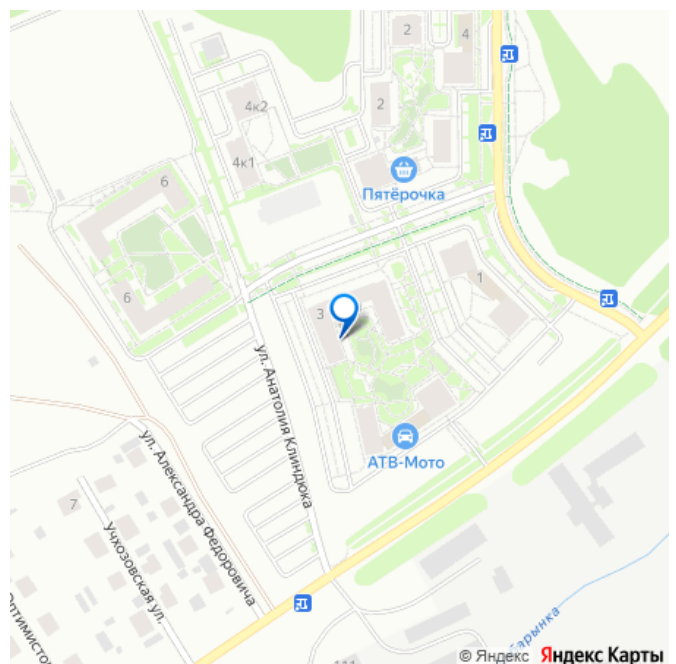 2
4
4к2
2
4к1
Пятёрочка
6
6
1
3
ул. Анатолия Клиндюка
АТВ-Мото
ул. Александра Федоровича
7
Учхозовская ул.
© Яндекс Яндекс Карты